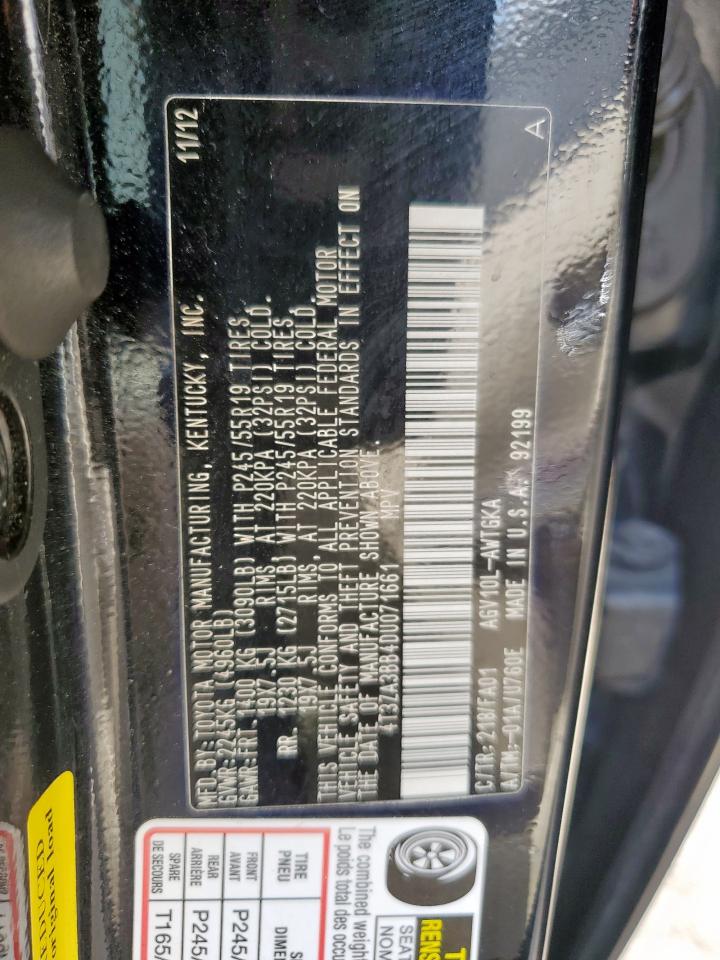 MFD BY: TOYOTA MOTOR MANUFACTURING, KENTUCKY, INC. 11/12
GVWR: 2245KG (4960LB)
GAWR: FRT. 1400 KG (3090LB) WITH P245/55R19 TIRES,
19X7.5J RIMS, AT 220KPA (32PSI) COLD.
RR. 1230 KG (2715LB) WITH P245/55R19 TIRES,
19X7.5J RIMS, AT 220KPA (32PSI) COLD.
THIS VEHICLE CONFORMS TO ALL APPLICABLE FEDERAL MOTOR
VEHICLE SAFETY AND THEFT PREVENTION STANDARDS IN EFFECT ON
THE DATE OF MANUFACTURE SHOWN ABOVE.
4T3ZA3BB4DU071661 MPV
C/TR: 218/FA01 AGV10L-AWTGKA
A/TM: -01A/U760E MADE IN U.S.A. 92199
A
TIRE
PNEU
FRONT
AVANT
P245/
REAR
ARRIÈRE
P245/
SPARE
DE SECOURS
T165/
The combined weight
Le poids total des occu
SEAT
NOM